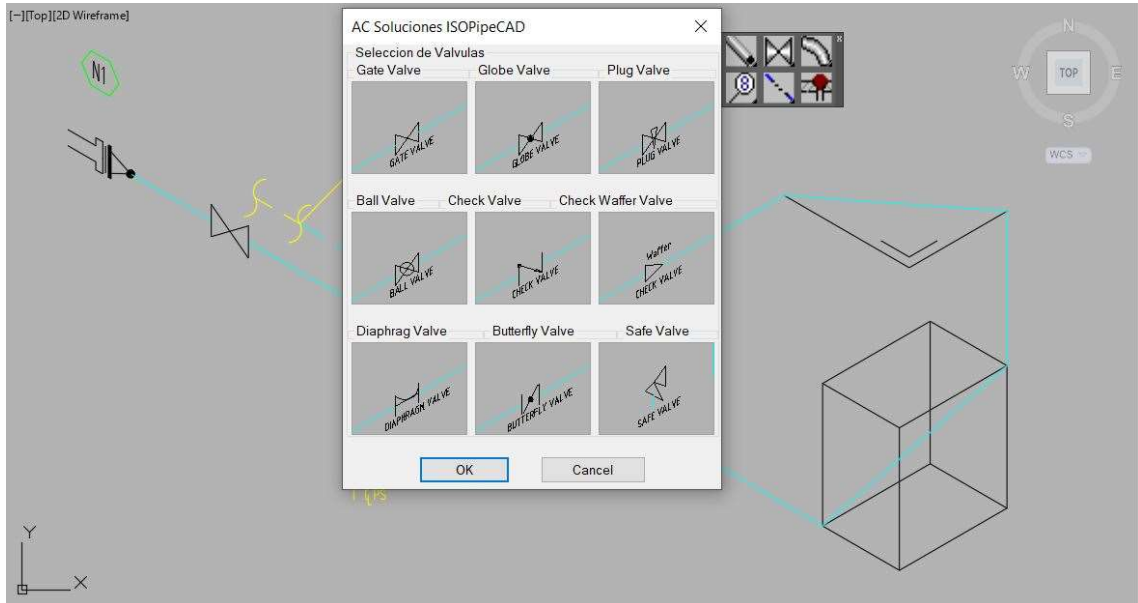 [−][Top][2D Wireframe]
N1
AC Soluciones ISOPipeCAD
Seleccion de Valvulas
Gate Valve Globe Valve Plug Valve
GATE VALVE GLOBE VALVE PLUG VALVE
Ball Valve Check Valve Check Waffer Valve
Waffer
BALL VALVE CHECK VALVE CHECK VALVE
Diaphrag Valve Butterfly Valve Safe Valve
DIAPHRAGM VALVE BUTTERFLY VALVE SAFE VALVE
OK Cancel
8
N
W TOP E
S
WCS
Y
X